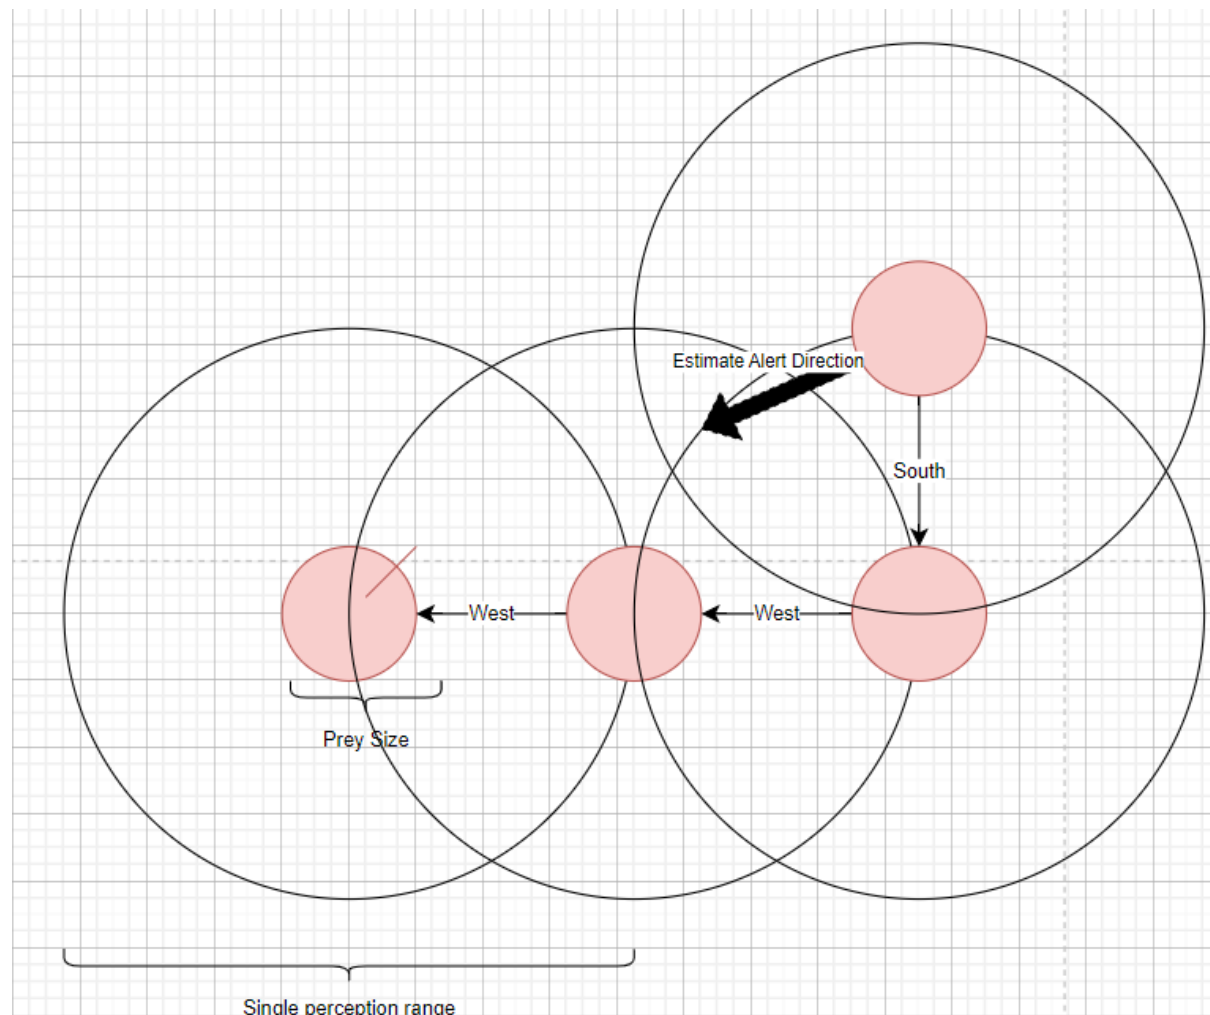 Estimate Alert Direction
South
West
West
Prey Size
Single perception range